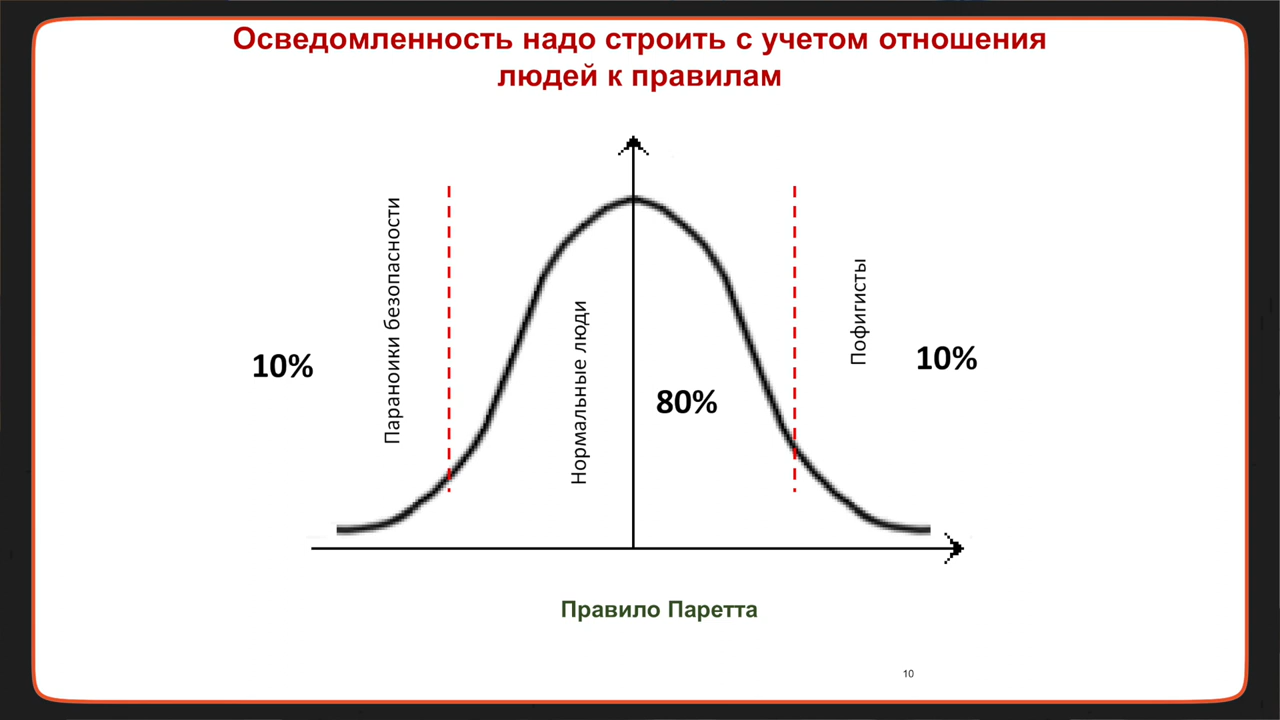 Осведомленность надо строить с учетом отношения
людей к правилам
10%
Параноики безопасности
Нормальные люди
80%
Пофигисты
10%
Правило Паретта
10